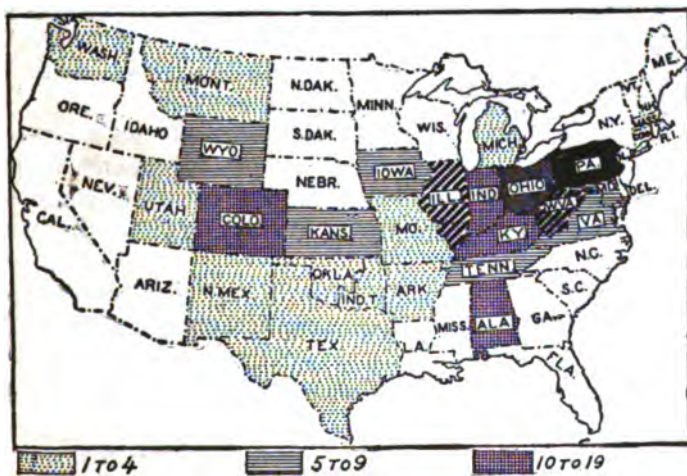 WASH.
MONT.
N.DAK.
MINN.
ME.
VT.
ORE.
IDAHO
S.DAK.
WIS.
MICH.
N.Y.
MASS.
R.I.
WYO
NEBR.
IOWA
PA.
NEV.
UTAH
COLO
KANS
MO.
ILL.
IND
OHIO
W.VA.
DEL.
VA
KY
CAL.
ARIZ.
N.MEX.
OKLA.
IND.T.
ARK.
TENN
N.C.
S.C.
TEX.
LA.
MISS.
ALA
GA.
FLA.
1 TO 4
5 TO 9
10 TO 19